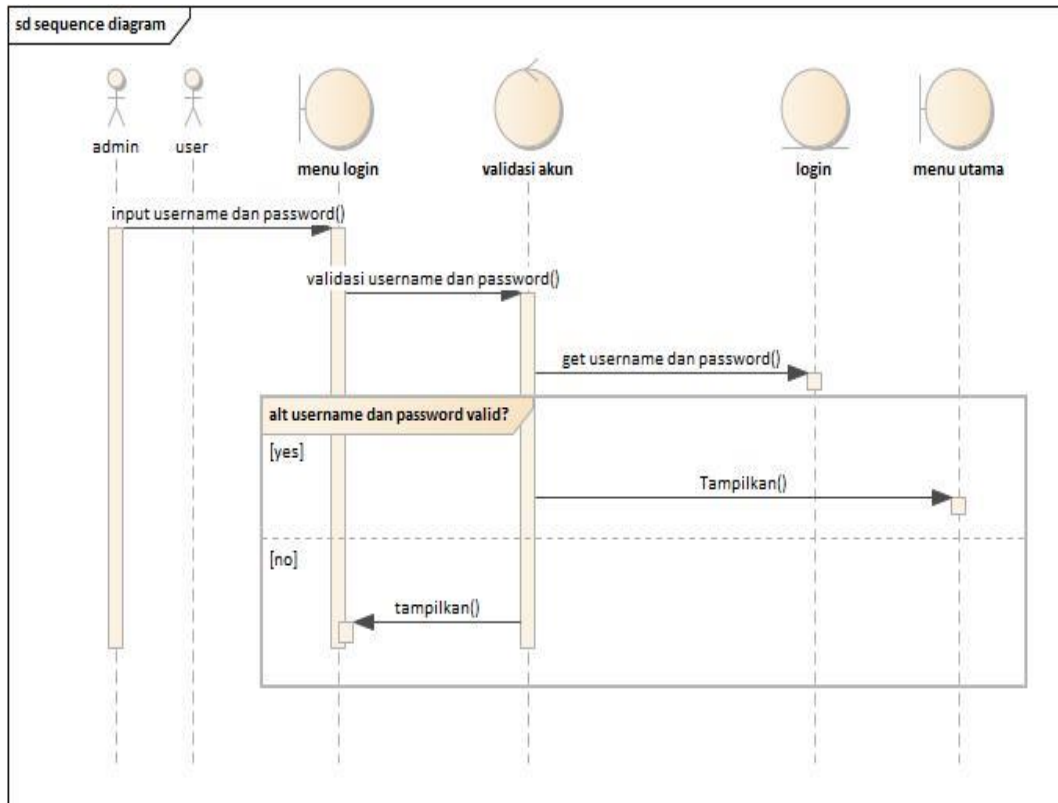 sd sequence diagram
admin
user
menu login
validasi akun
login
menu utama
input username dan password()
validasi username dan password()
get username dan password()
alt username dan password valid?
[yes]
Tampilkan()
[no]
tampilkan()